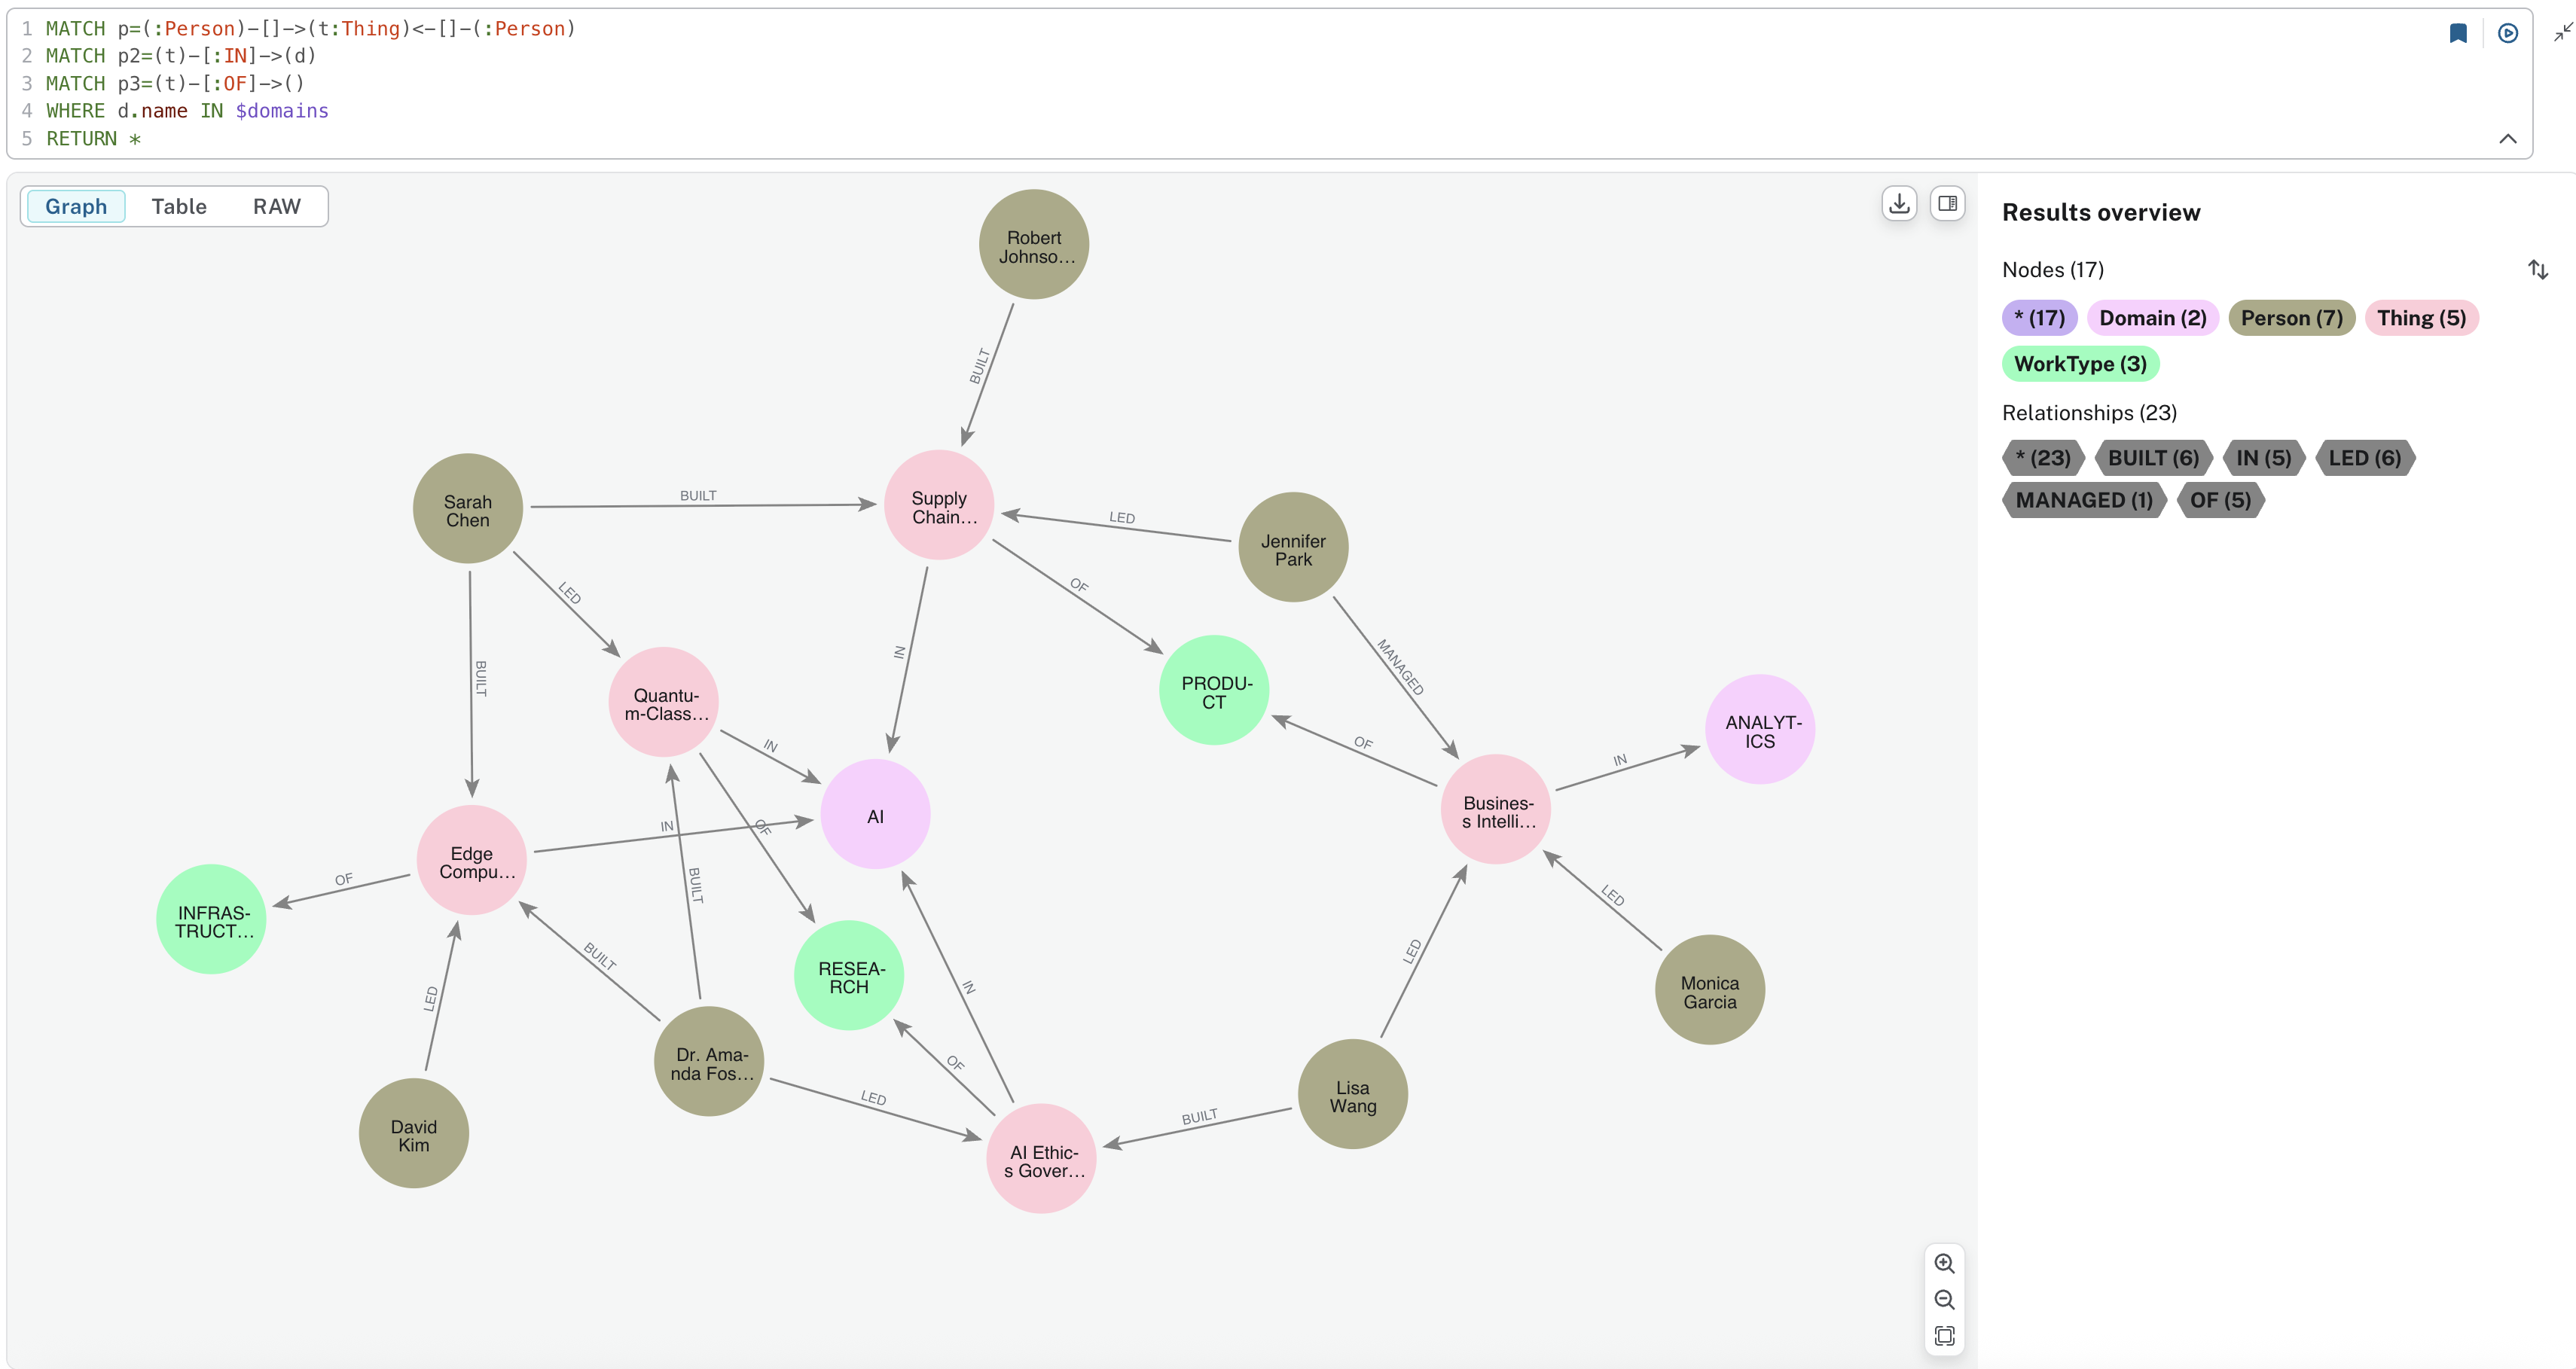 1 MATCH p=(:Person)-[]->(t:Thing)<-[]-(:Person)
2 MATCH p2=(t)-[:IN]->(d)
3 MATCH p3=(t)-[:OF]->()
4 WHERE d.name IN $domains
5 RETURN *
Graph Table RAW
Robert
Johnso…
BUILT
Sarah
Chen
BUILT
Supply
Chain…
LED
Jennifer
Park
LED
OF
BUILT
IN
MANAGED
Quantu-
m-Class…
PRODU-
CT
ANALYT-
ICS
IN
OF
IN
Busines-
s Intelli…
AI
IN
OF
Edge
Compu…
OF
BUILT
LED
INFRAS-
TRUCT…
BUILT
LED
RESEA-
RCH
IN
LED
Monica
Garcia
Dr. Ama-
nda Fos…
OF
LED
Lisa
Wang
BUILT
David
Kim
AI Ethic-
s Gover…
Results overview
Nodes (17)
* (17) Domain (2) Person (7) Thing (5)
WorkType (3)
Relationships (23)
* (23) BUILT (6) IN (5) LED (6)
MANAGED (1) OF (5)